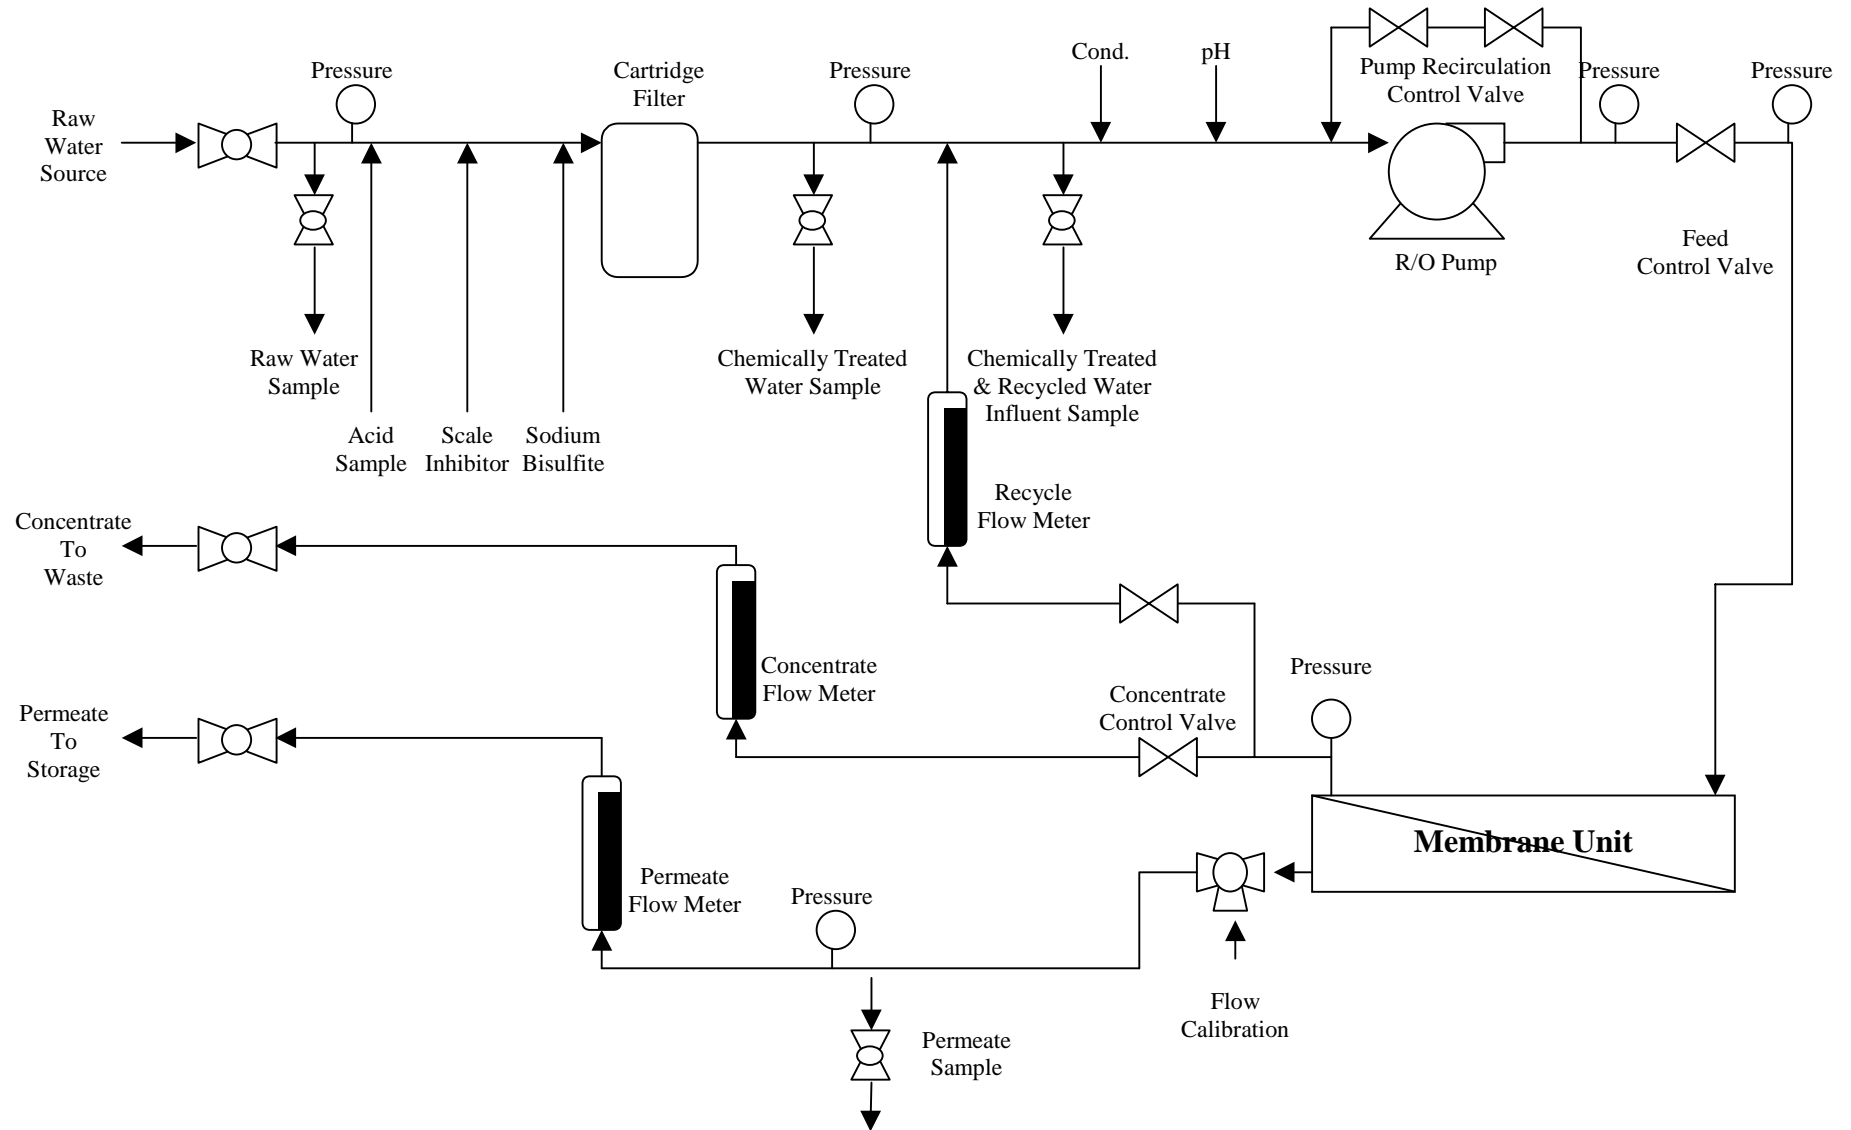 Cond.
pH
Pressure
Cartridge
Filter
Pressure
Pump Recirculation
Control Valve
Pressure
Pressure
Raw
Water
Source
R/O Pump
Feed
Control Valve
Raw Water
Sample
Chemically Treated
Water Sample
Chemically Treated
& Recycled Water
Influent Sample
Acid
Sample
Scale
Inhibitor
Sodium
Bisulfite
Recycle
Flow Meter
Concentrate
To
Waste
Concentrate
Flow Meter
Concentrate
Control Valve
Pressure
Permeate
To
Storage
Membrane Unit
Permeate
Flow Meter
Pressure
Flow
Calibration
Permeate
Sample